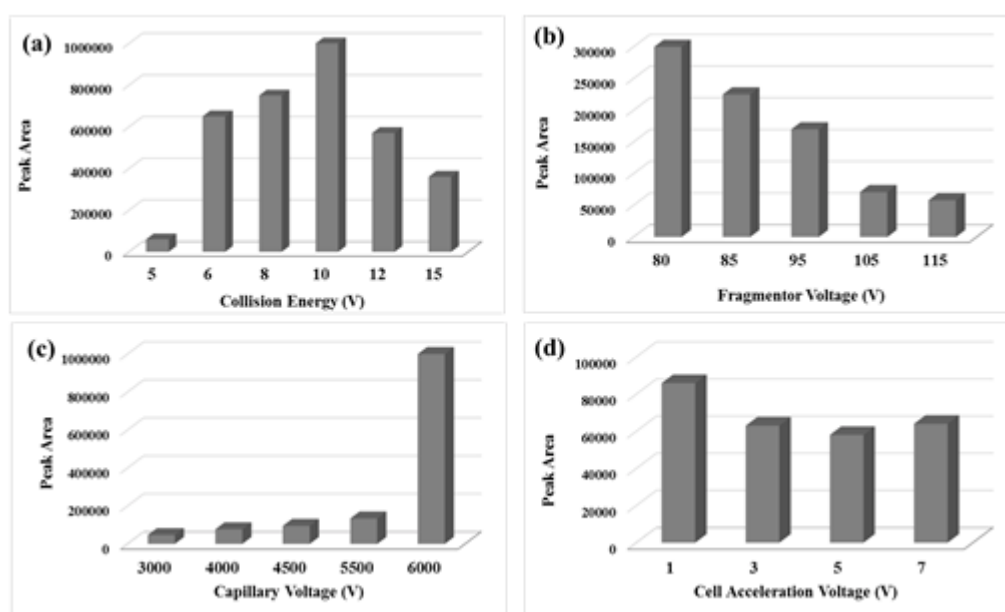 (a)
Peak Area
1000000
800000
600000
400000
200000
0
5 6 8 10 12 15
Collision Energy (V)
(b)
Peak Area
300000
250000
200000
150000
100000
50000
0
80 85 95 105 115
Fragmentor Voltage (V)
(c)
Peak Area
1000000
800000
600000
400000
200000
0
3000 4000 4500 5500 6000
Capillary Voltage (V)
(d)
Peak Area
100000
80000
60000
40000
20000
0
1 3 5 7
Cell Acceleration Voltage (V)